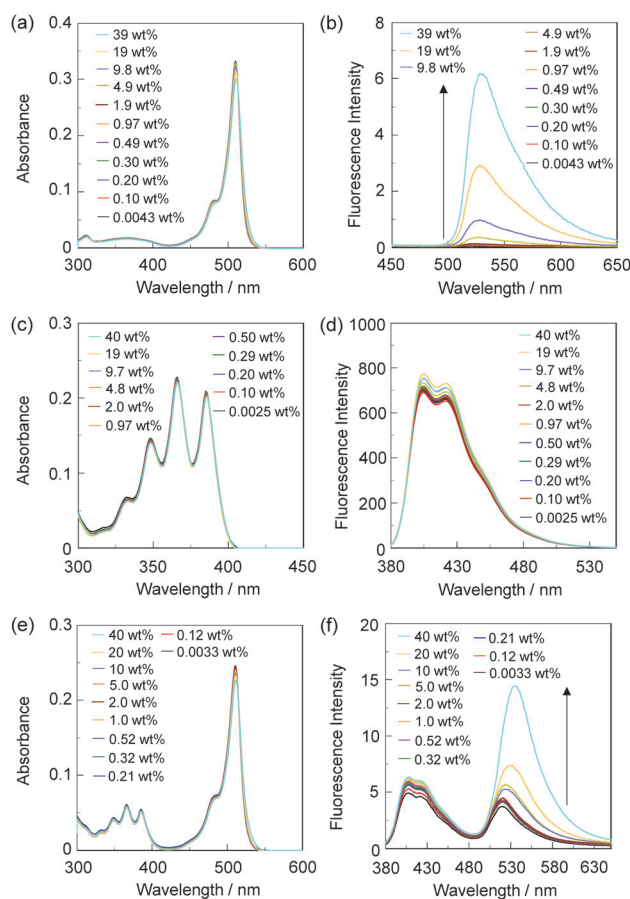 (a)
0.4
0.3
0.2
0.1
0
Absorbance
39 wt%
19 wt%
9.8 wt%
4.9 wt%
1.9 wt%
0.97 wt%
0.49 wt%
0.30 wt%
0.20 wt%
0.10 wt%
0.0043 wt%
300 400 500 600
Wavelength / nm
(b)
8
6
4
2
0
Fluorescence Intensity
39 wt%
19 wt%
9.8 wt%
4.9 wt%
1.9 wt%
0.97 wt%
0.49 wt%
0.30 wt%
0.20 wt%
0.10 wt%
0.0043 wt%
450 500 550 600 650
Wavelength / nm
(c)
0.3
0.2
0.1
0
Absorbance
40 wt%
19 wt%
9.7 wt%
4.8 wt%
2.0 wt%
0.97 wt%
0.50 wt%
0.29 wt%
0.20 wt%
0.10 wt%
0.0025 wt%
300 350 400 450
Wavelength / nm
(d)
1000
800
600
400
200
0
Fluorescence Intensity
40 wt%
19 wt%
9.7 wt%
4.8 wt%
2.0 wt%
0.97 wt%
0.50 wt%
0.29 wt%
0.20 wt%
0.10 wt%
0.0025 wt%
380 430 480 530
Wavelength / nm
(e)
0.3
0.2
0.1
0
Absorbance
40 wt%
20 wt%
10 wt%
5.0 wt%
2.0 wt%
1.0 wt%
0.52 wt%
0.32 wt%
0.21 wt%
0.12 wt%
0.0033 wt%
300 400 500 600
Wavelength / nm
(f)
20
15
10
5
0
Fluorescence Intensity
40 wt%
20 wt%
10 wt%
5.0 wt%
2.0 wt%
1.0 wt%
0.52 wt%
0.32 wt%
0.21 wt%
0.12 wt%
0.0033 wt%
380 430 480 530 580 630
Wavelength / nm